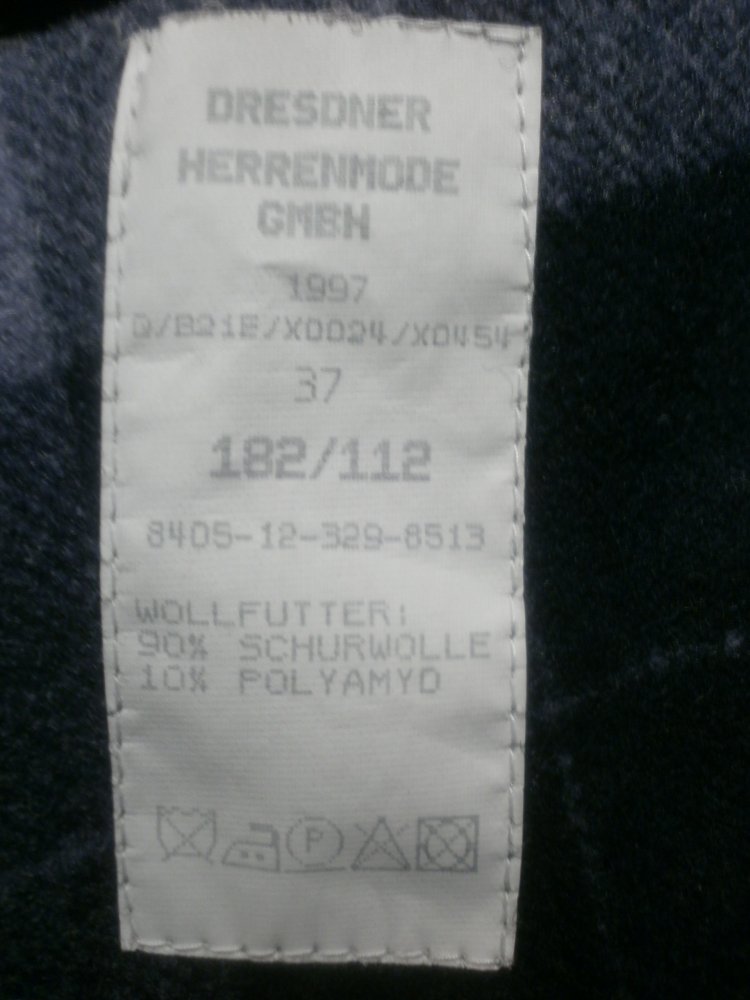 DRESDNER
HERRENMODE
GMBH
1997
D/B21E/X0024/X0454
37
182/112
8405-12-329-8513
WOLLFUTTER:
90% SCHURWOLLE
10% POLYAMYD
P